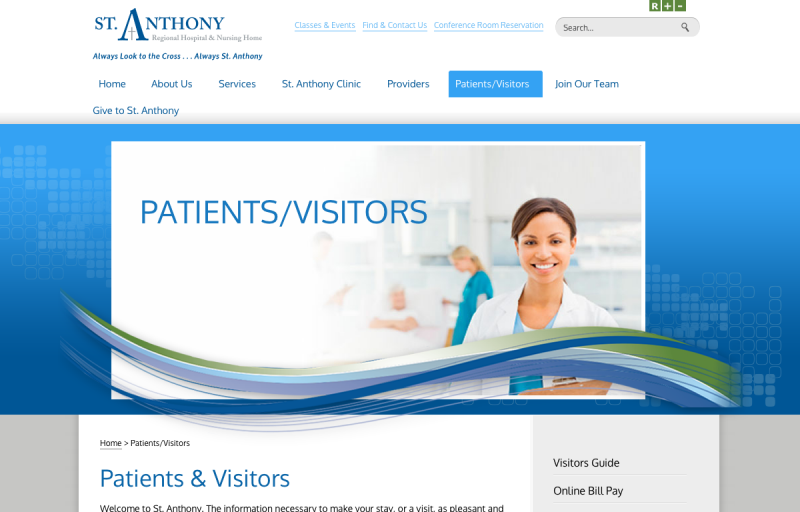 R + -
ST. ANTHONY
Regional Hospital & Nursing Home
Always Look to the Cross . . . Always St. Anthony
Classes & Events Find & Contact Us Conference Room Reservation
Search...
Home About Us Services St. Anthony Clinic Providers Patients/Visitors Join Our Team
Give to St. Anthony
PATIENTS/VISITORS
Home > Patients/Visitors
Patients & Visitors
Welcome to St. Anthony. The information necessary to make your stay, or a visit, as pleasant and
Visitors Guide
Online Bill Pay